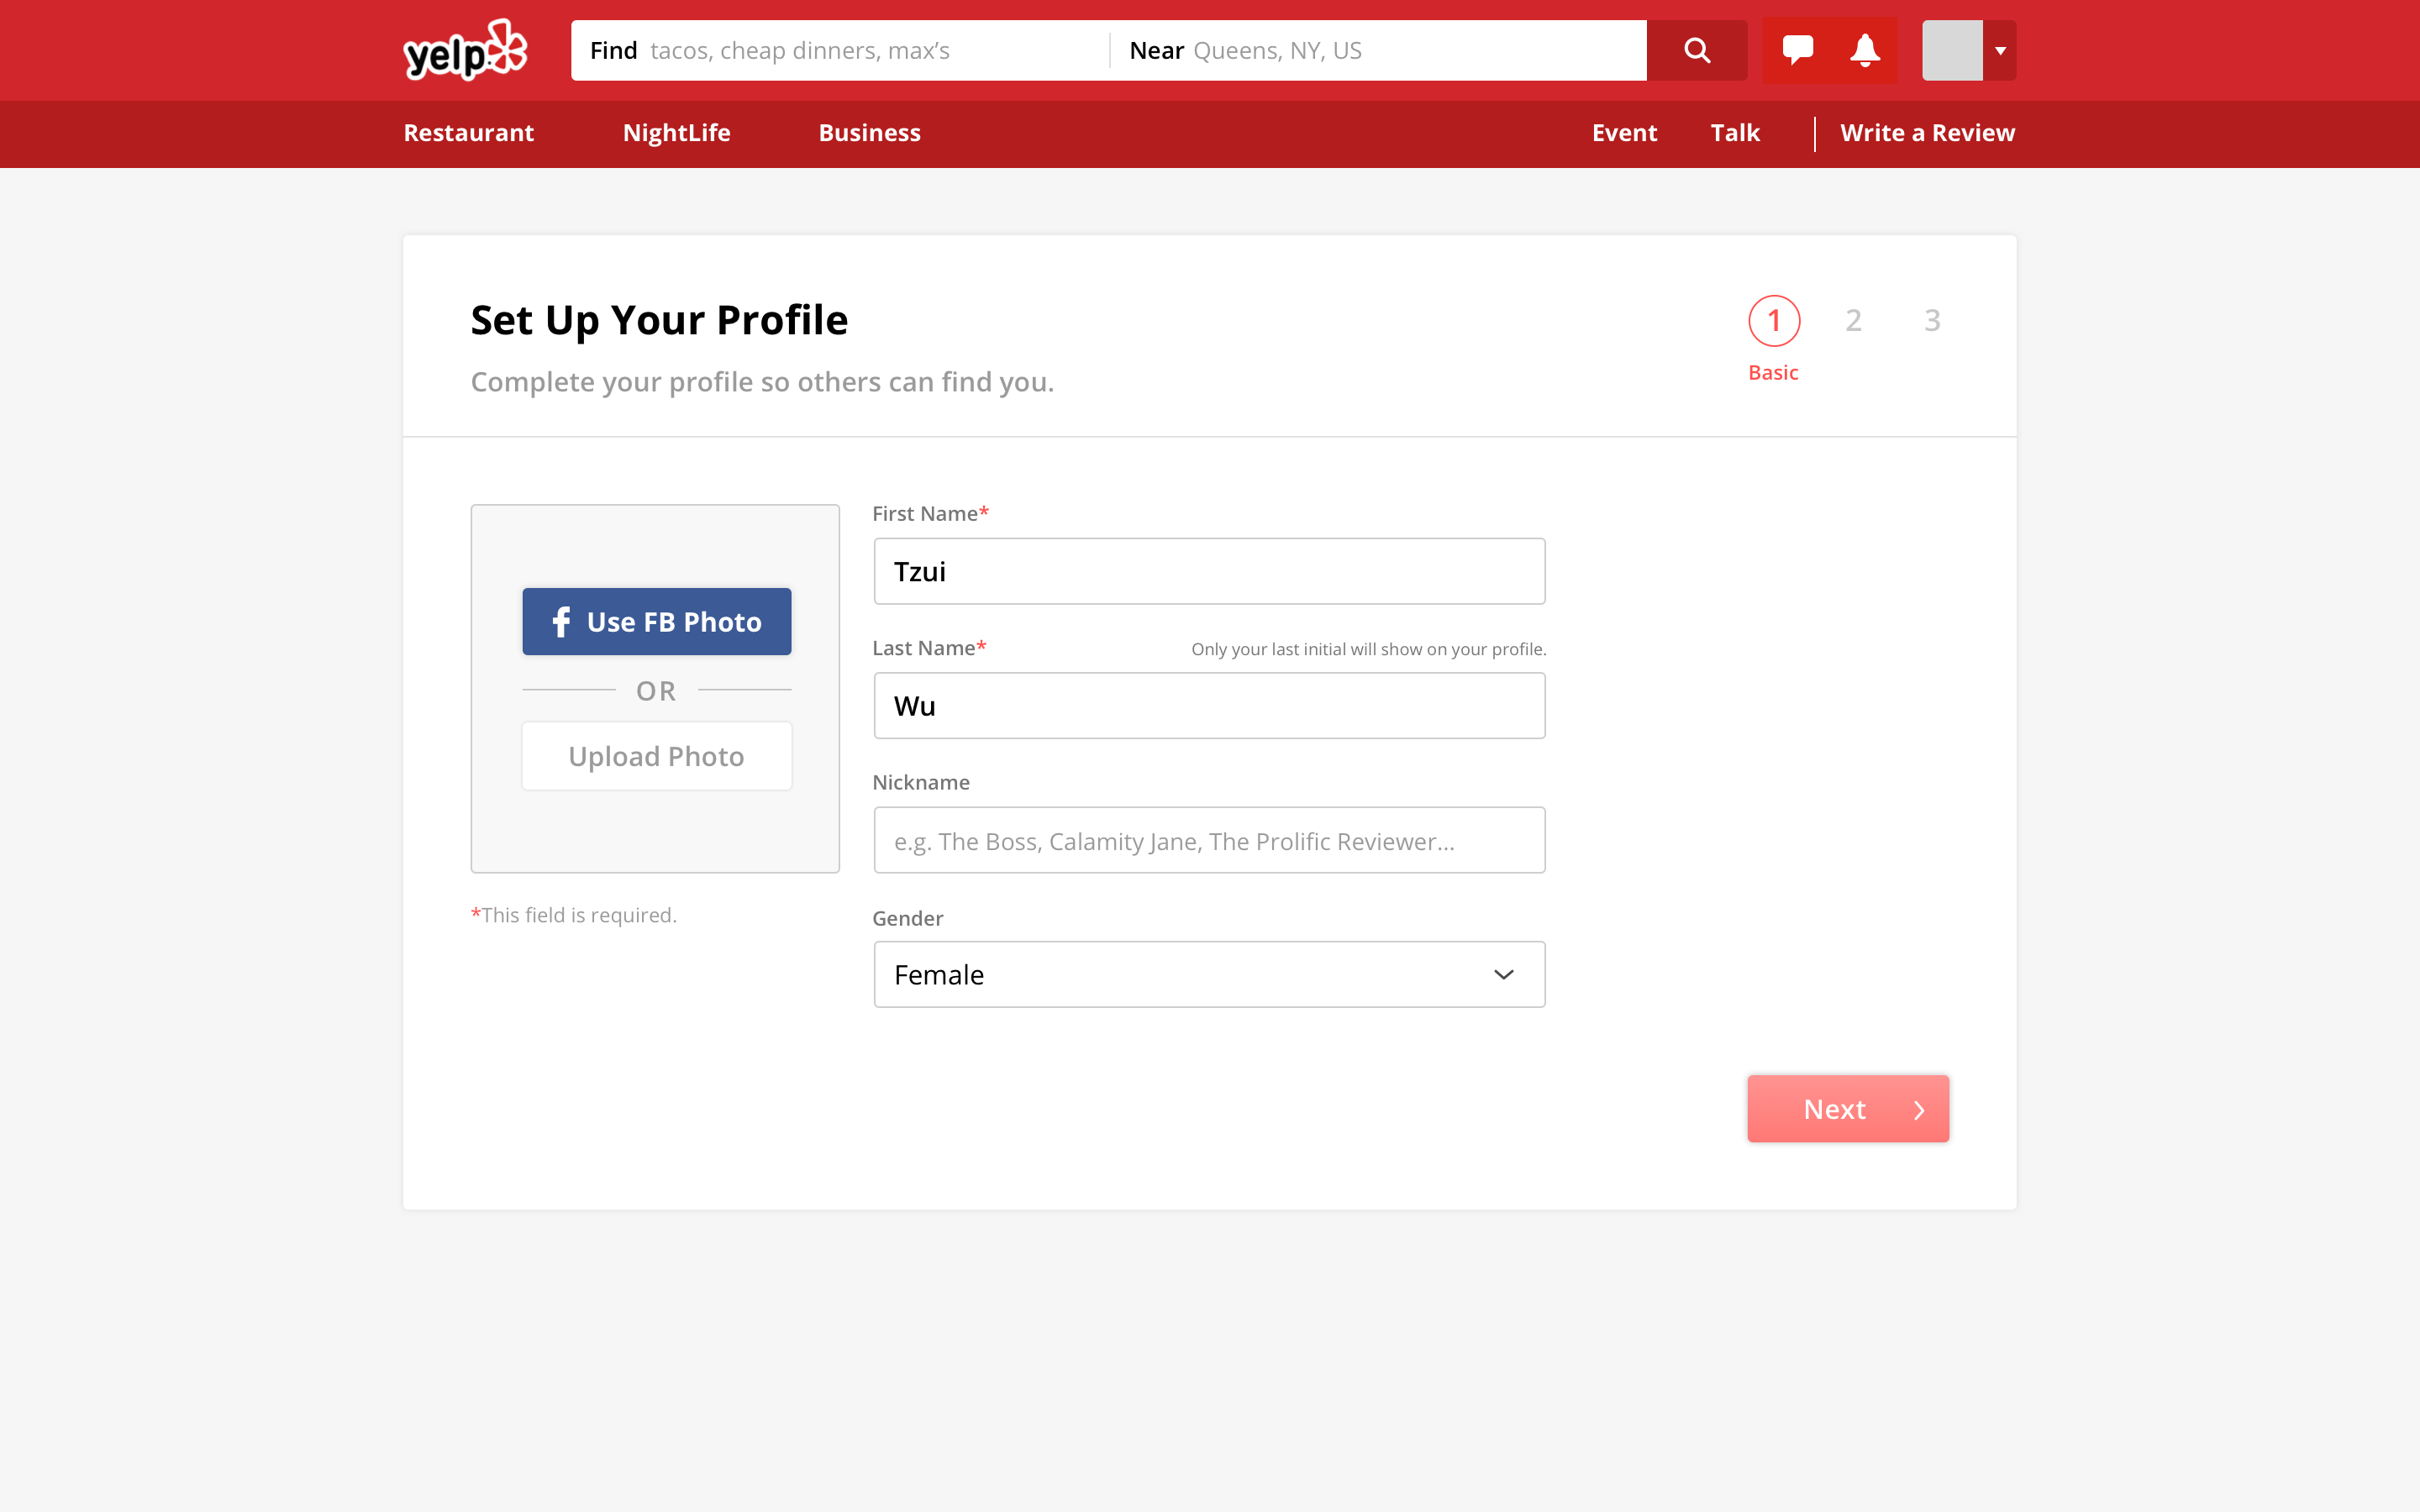 yelp
Find tacos, cheap dinners, max’s
Near Queens, NY, US
Restaurant NightLife Business Event Talk Write a Review
Set Up Your Profile
Complete your profile so others can find you.
1 2 3
Basic
Use FB Photo
OR
Upload Photo
*This field is required.
First Name*
Tzui
Last Name* Only your last initial will show on your profile.
Wu
Nickname
e.g. The Boss, Calamity Jane, The Prolific Reviewer...
Gender
Female
Next